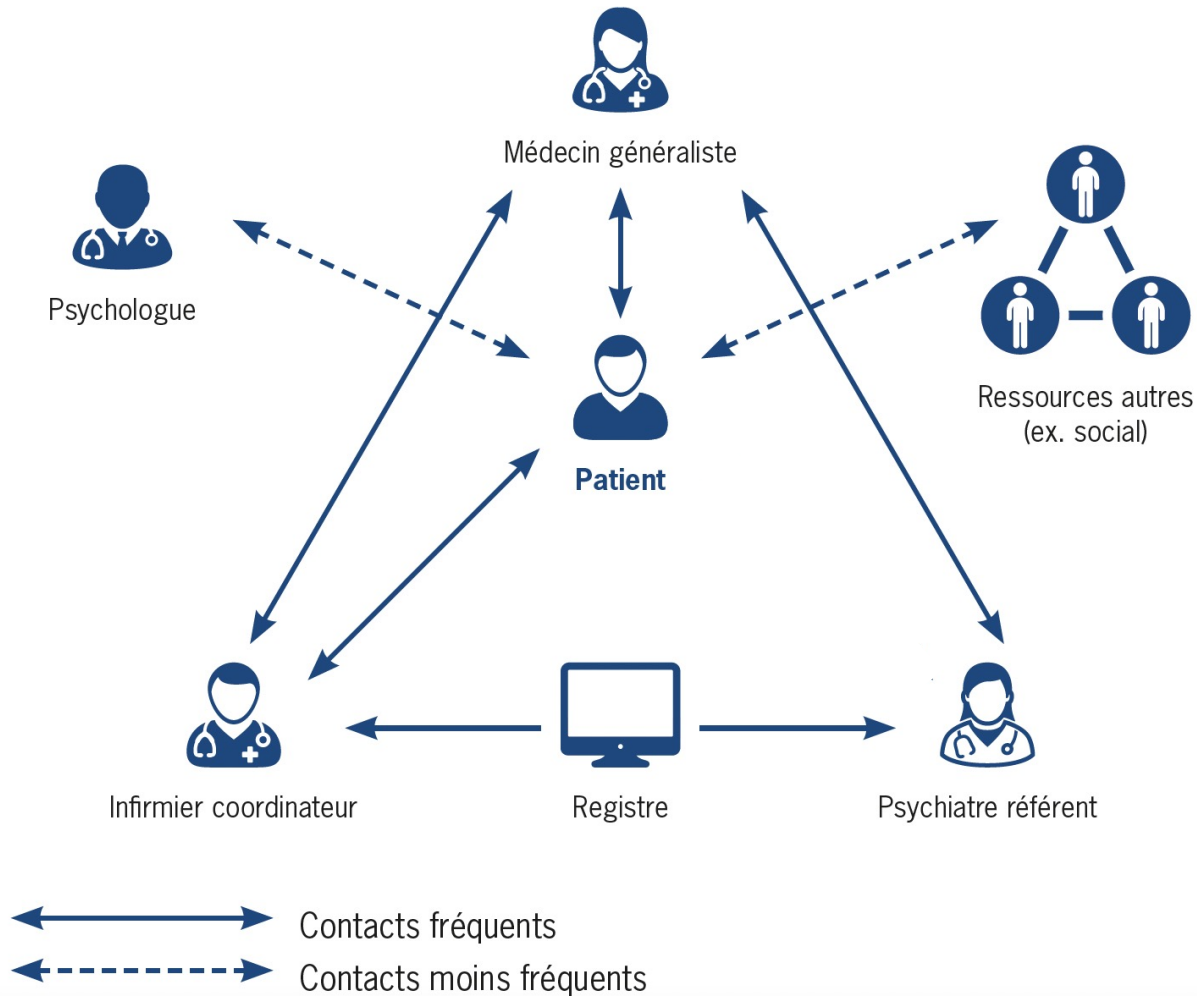 Médecin généraliste
Psychologue
Ressources autres
(ex. social)
Patient
Infirmier coordinateur
Registre
Psychiatre référent
Contacts fréquents
Contacts moins fréquents